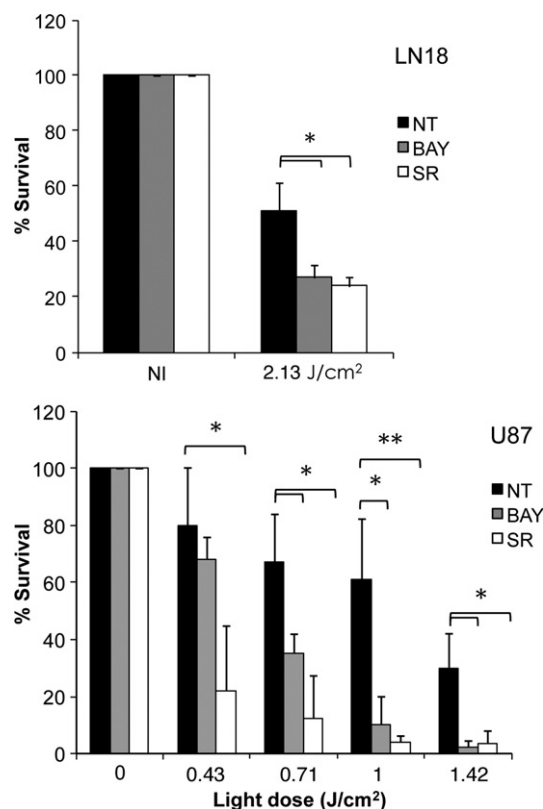 LN18
NT
BAY
SR
*
% Survival
120
100
80
60
40
20
0
NI
2.13 J/cm²
U87
NT
BAY
SR
*
*
**
*
*
% Survival
120
100
80
60
40
20
0
0
0.43
0.71
1
1.42
Light dose (J/cm²)